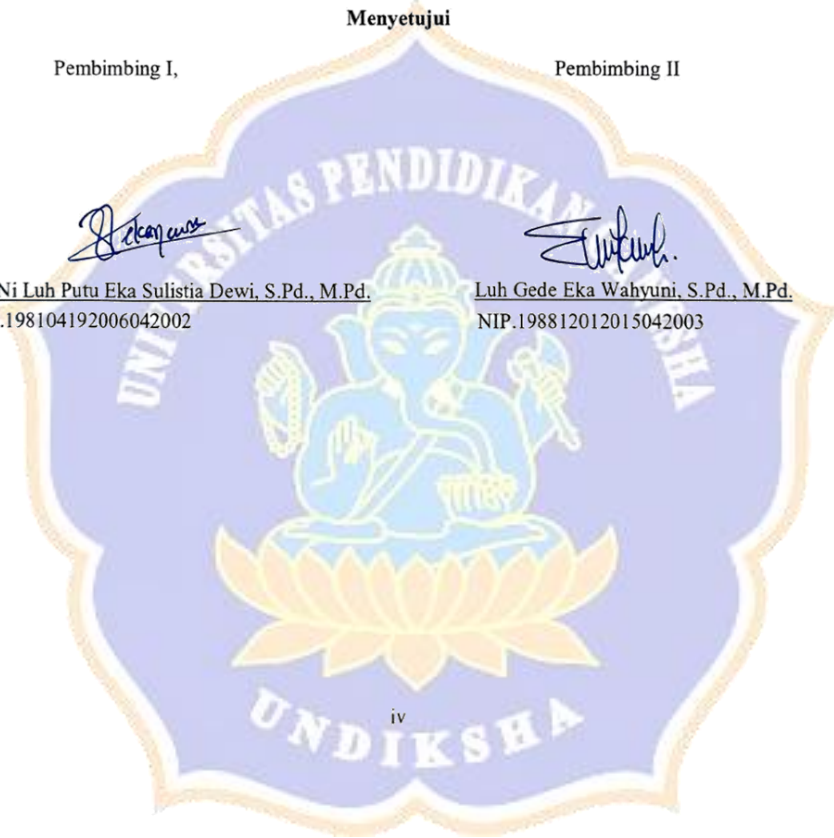 Menyetujui
Pembimbing I, Pembimbing II
Ni Luh Putu Eka Sulistia Dewi, S.Pd., M.Pd. Luh Gede Eka Wahyuni, S.Pd., M.Pd.
.198104192006042002 NIP.198812012015042003
UNIVERSITAS PENDIDIKAN GANESHA
iv
UNDIKSHA